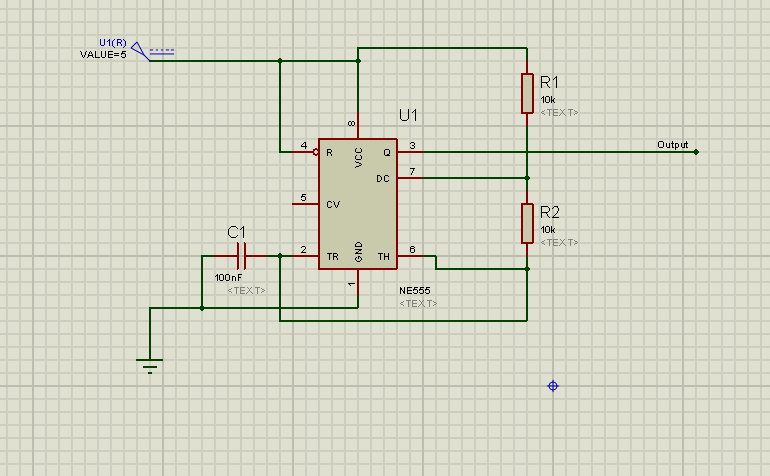 U1(R)
VALUE=5
R1
10k
<TEXT>
U1
8
VCC
4
R
Q
3
Output
DC
7
5
CV
R2
10k
<TEXT>
C1
100nF
<TEXT>
2
TR
GND
TH
6
1
NE555
<TEXT>